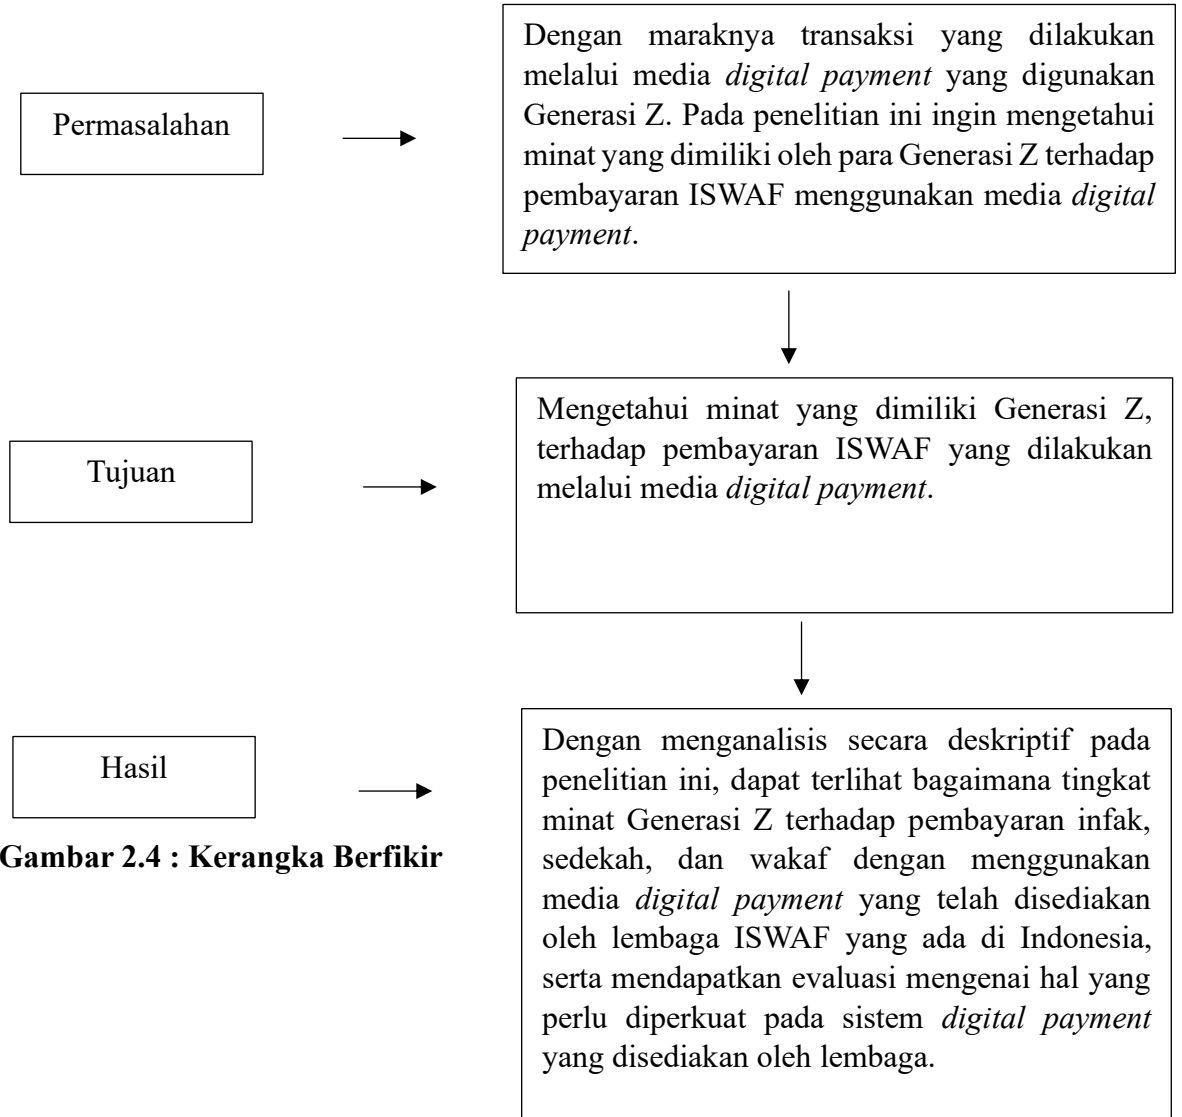 Permasalahan
Dengan maraknya transaksi yang dilakukan
melalui media digital payment yang digunakan
Generasi Z. Pada penelitian ini ingin mengetahui
minat yang dimiliki oleh para Generasi Z terhadap
pembayaran ISWAF menggunakan media digital
payment.
Tujuan
Mengetahui minat yang dimiliki Generasi Z,
terhadap pembayaran ISWAF yang dilakukan
melalui media digital payment.
Hasil
Dengan menganalisis secara deskriptif pada
penelitian ini, dapat terlihat bagaimana tingkat
minat Generasi Z terhadap pembayaran infak,
sedekah, dan wakaf dengan menggunakan
media digital payment yang telah disediakan
oleh lembaga ISWAF yang ada di Indonesia,
serta mendapatkan evaluasi mengenai hal yang
perlu diperkuat pada sistem digital payment
yang disediakan oleh lembaga.
Gambar 2.4 : Kerangka Berfikir